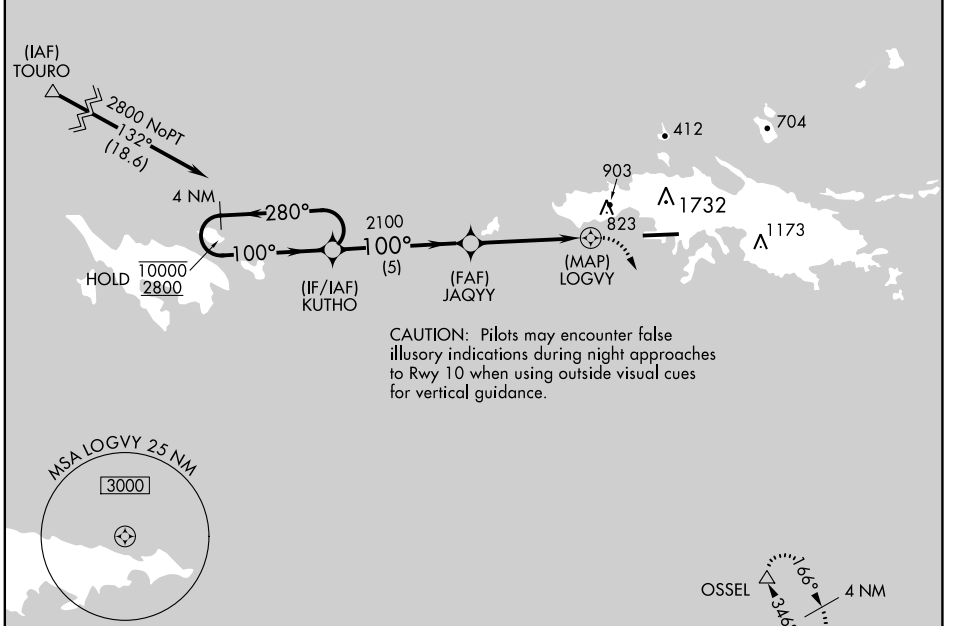 (IAF)
TOURO
2800 NoPT
132°
(18.6)
4 NM
280°
100°
HOLD
10000
2800
(IF/IAF)
KUTHO
2100
100°
(5)
(FAF)
JAQYY
(MAP)
LOGVY
412
704
903
823
1732
1173
CAUTION: Pilots may encounter false
illusory indications during night approaches
to Rwy 10 when using outside visual cues
for vertical guidance.
MSA LOGVY 25 NM
3000
OSSEL
166°
4 NM
346°